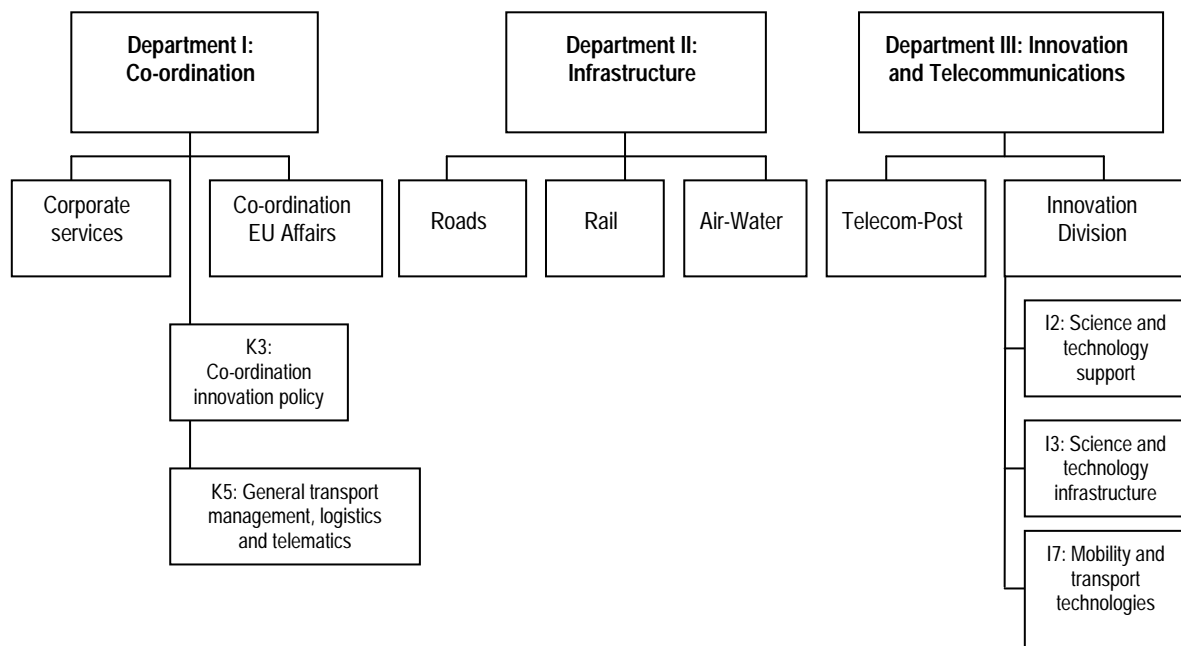 Department I:
Co-ordination
Department II:
Infrastructure
Department III: Innovation
and Telecommunications
Corporate
services
Co-ordination
EU Affairs
Roads
Rail
Air-Water
Telecom-Post
Innovation
Division
K3:
Co-ordination
innovation policy
K5: General transport
management, logistics
and telematics
I2: Science and
technology
support
I3: Science and
technology
infrastructure
I7: Mobility and
transport
technologies